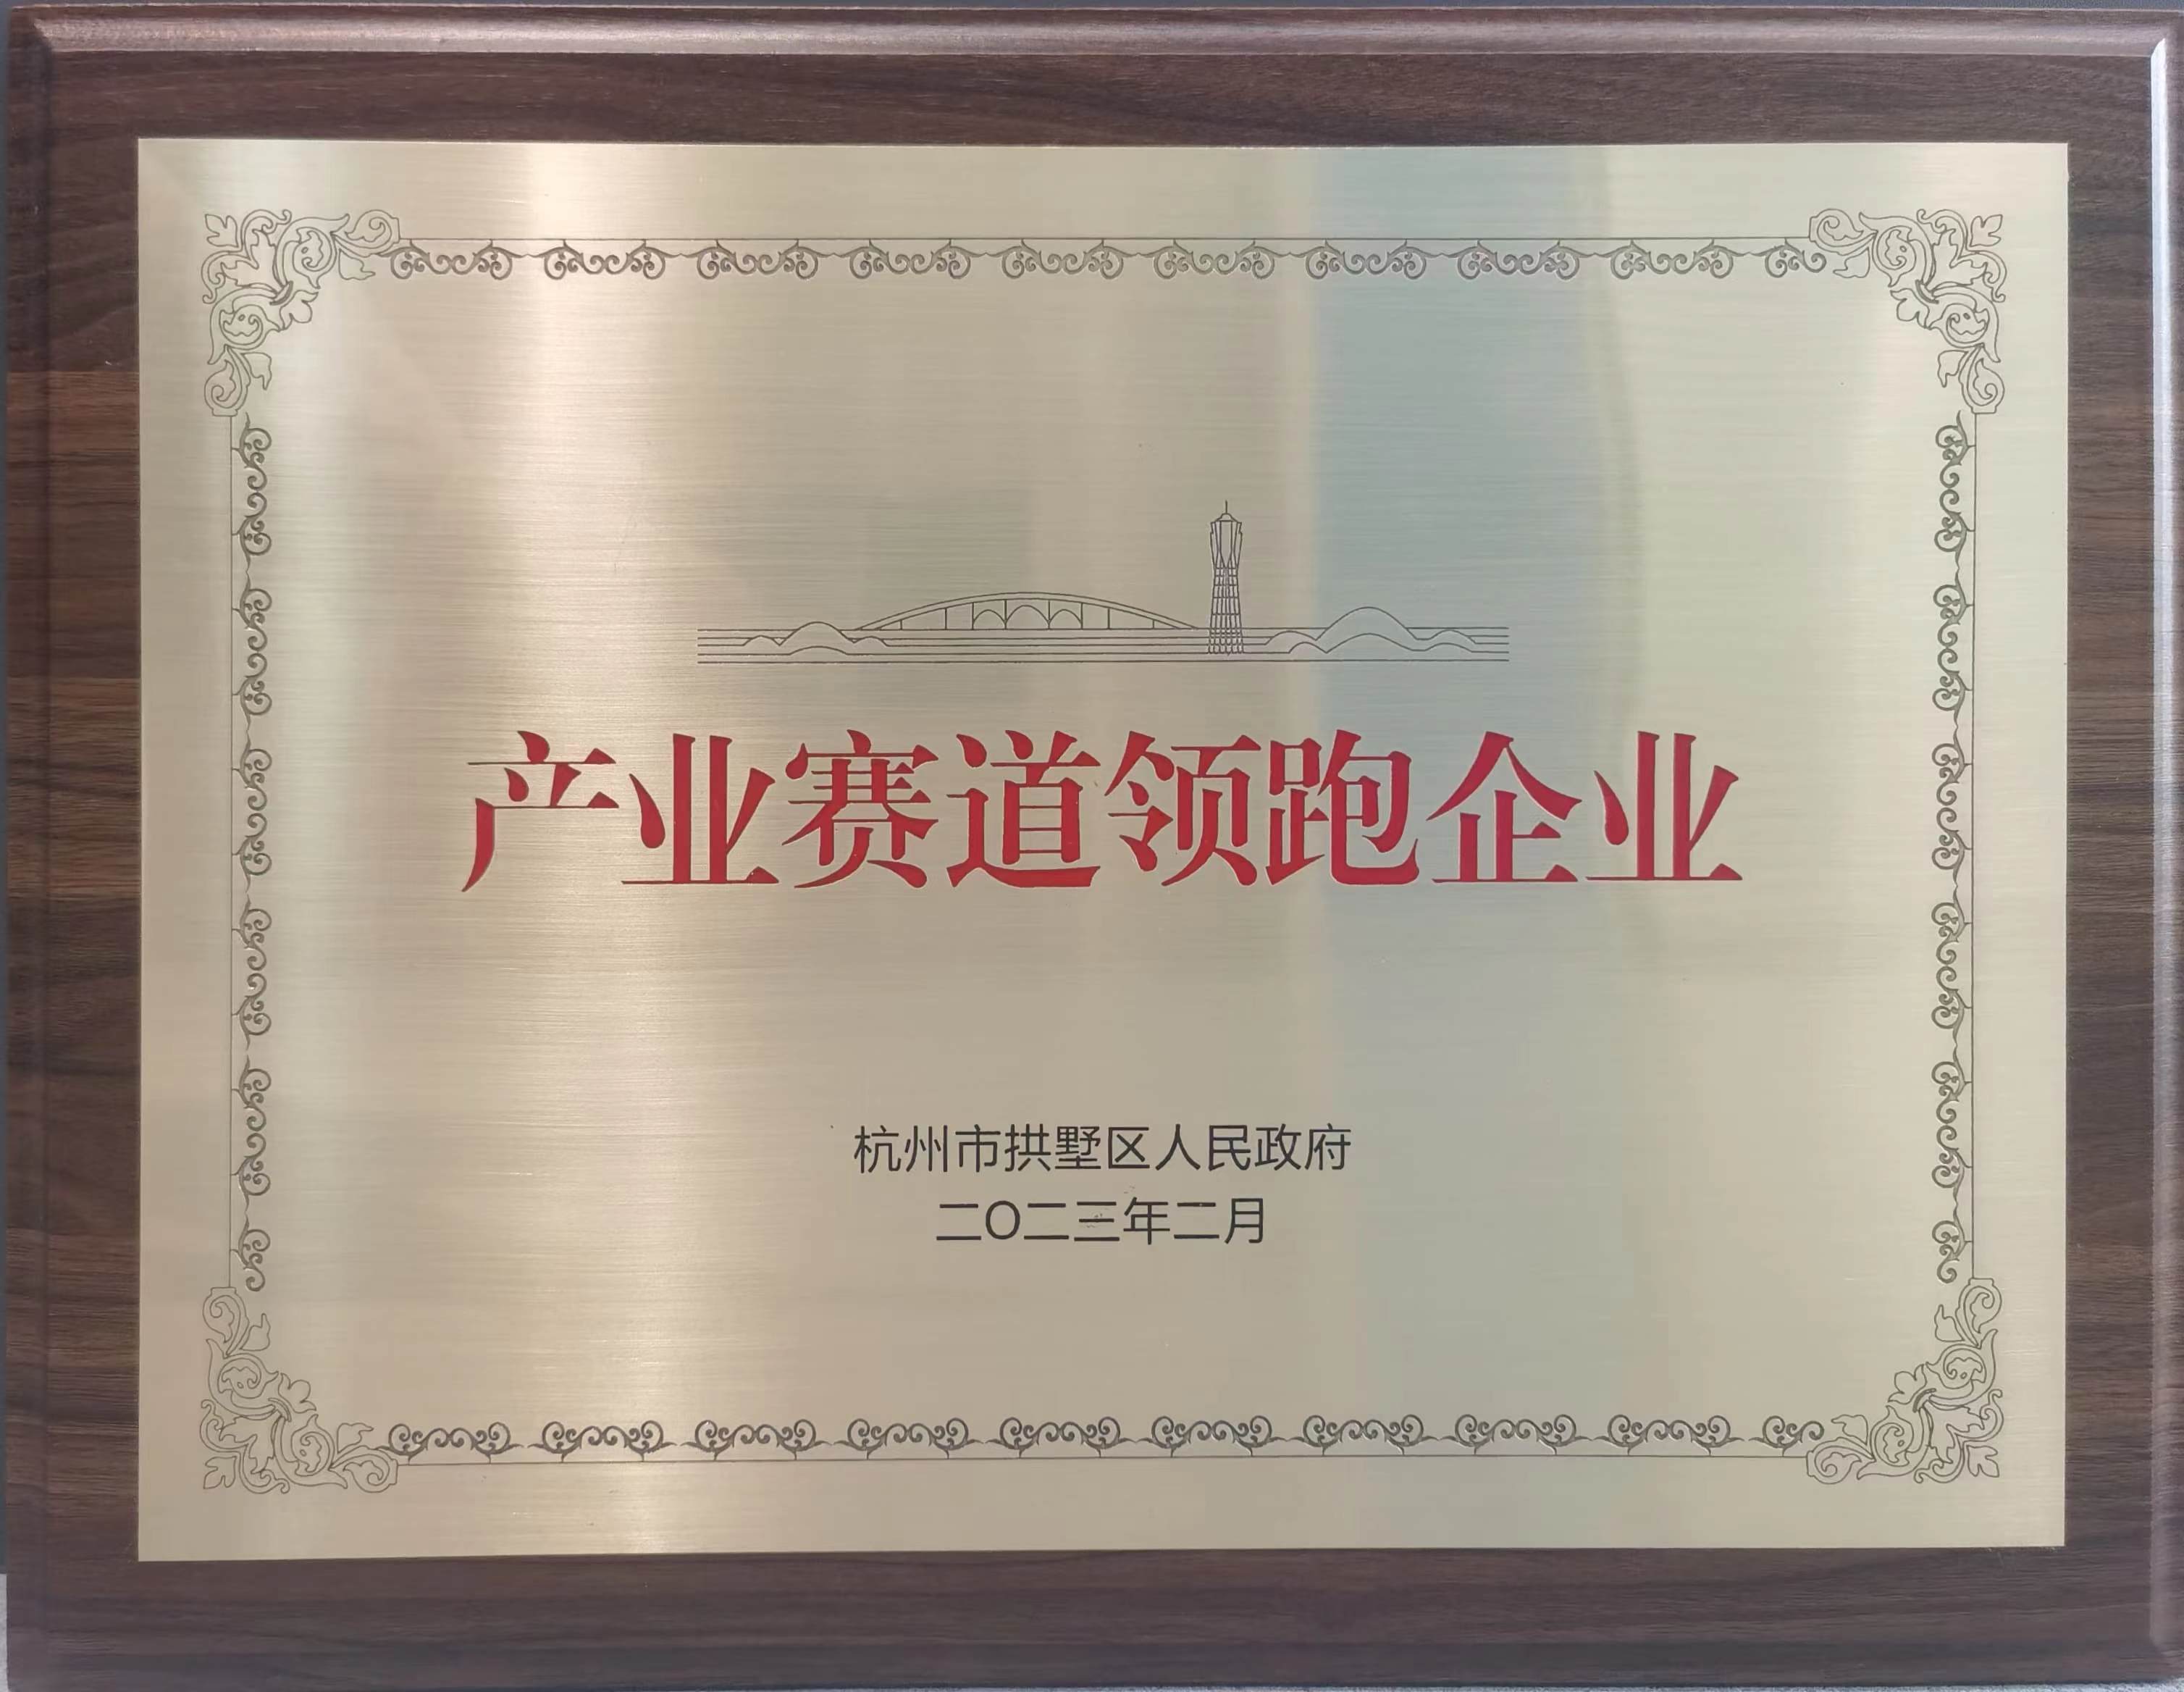 产业赛道领跑企业
杭州市拱墅区人民政府
二〇二三年二月